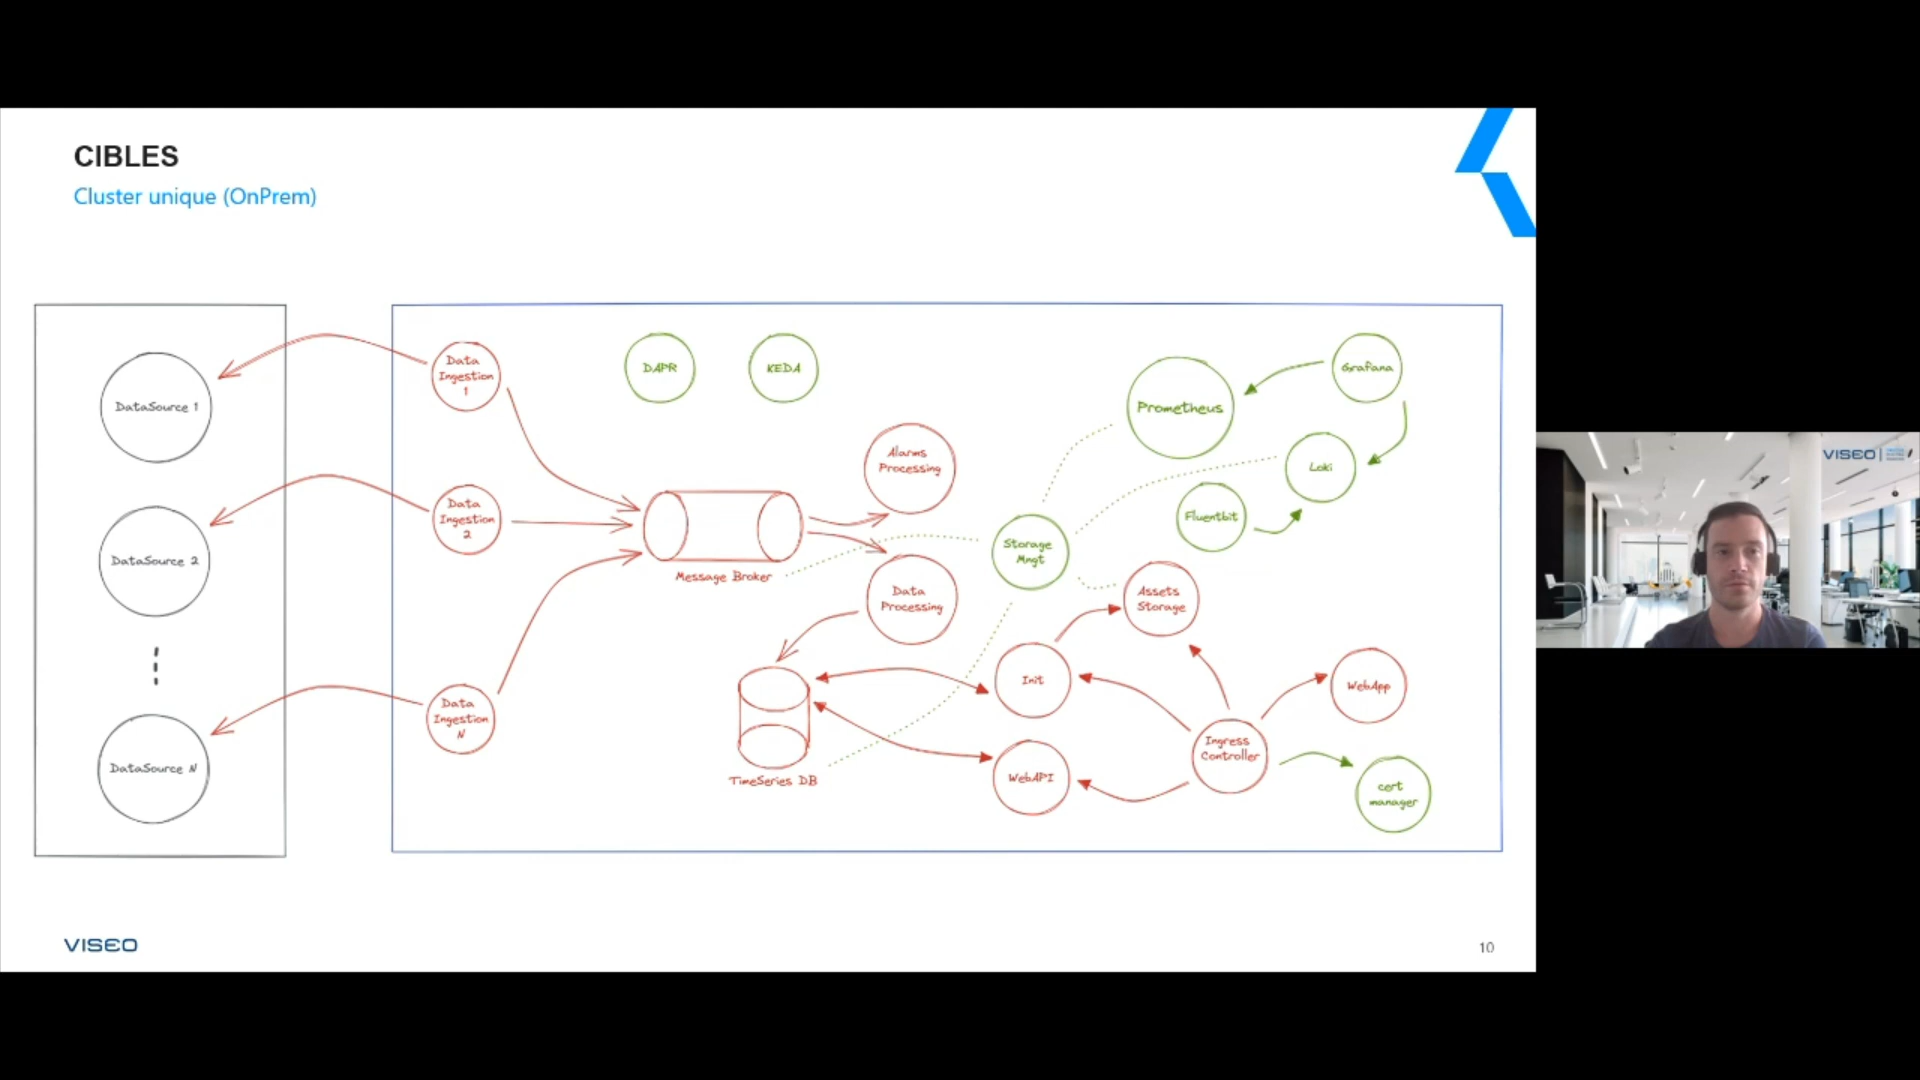 CIBLES
Cluster unique (OnPrem)
DataSource 1
DataSource 2
DataSource N
Data
Ingestion
1
Data
Ingestion
2
Data
Ingestion
N
DAPR
KEDA
Message Broker
Alarms
Processing
Data
Processing
TimeSeries DB
Storage
Mngt
Prometheus
Grafana
Loki
Fluentbit
Assets
Storage
Init
WebAPI
Ingress
Controller
WebApp
cert
manager
VISEO
10
VISEO